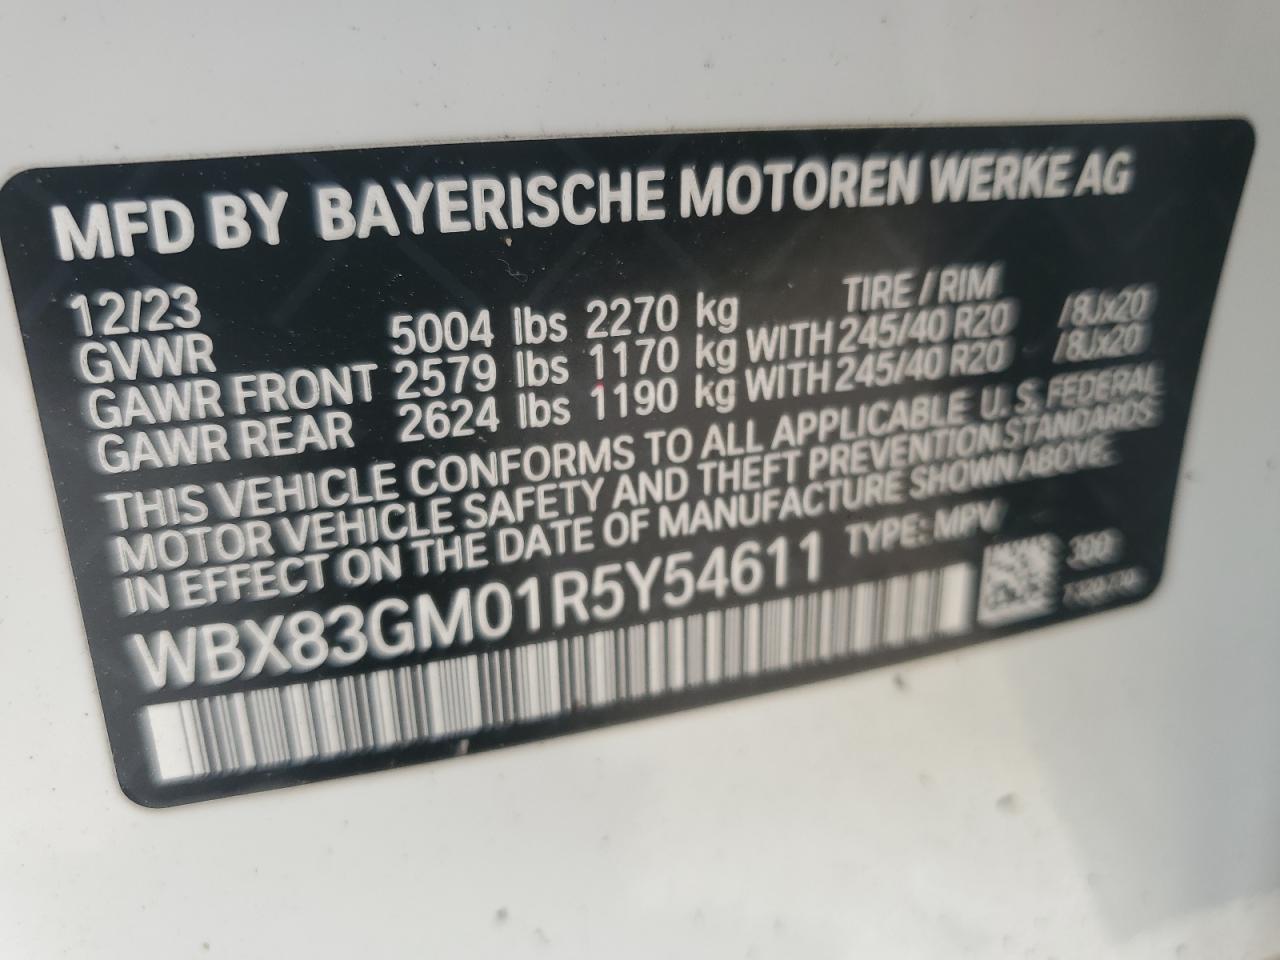 MFD BY BAYERISCHE MOTOREN WERKE AG
12/23
TIRE / RIM
GVWR 5004 lbs 2270 kg
GAWR FRONT 2579 lbs 1170 kg WITH 245/40 R20 /8Jx20
GAWR REAR 2624 lbs 1190 kg WITH 245/40 R20 /8Jx20
THIS VEHICLE CONFORMS TO ALL APPLICABLE U. S. FEDERAL
MOTOR VEHICLE SAFETY AND THEFT PREVENTION STANDARDS
IN EFFECT ON THE DATE OF MANUFACTURE SHOWN ABOVE.
WBX83GM01R5Y54611 TYPE: MPV
300